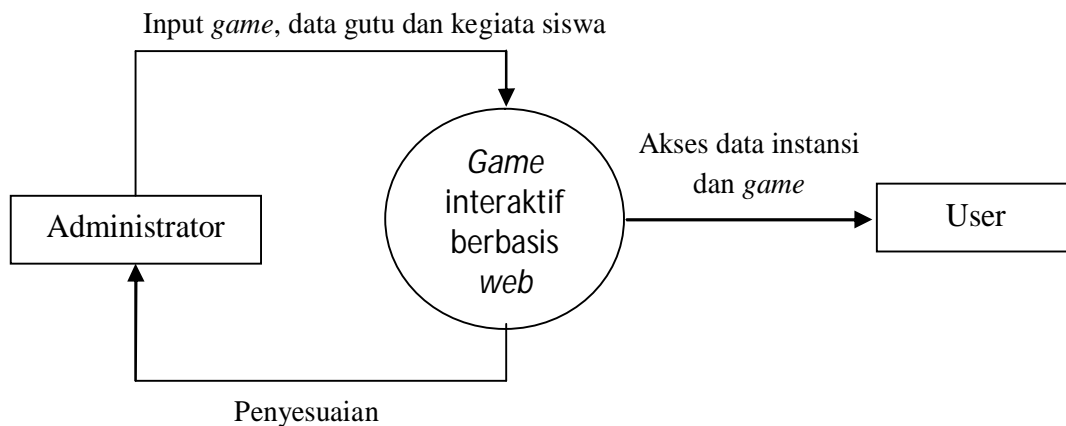 Input game, data gutu dan kegiata siswa
Game
interaktif
berbasis
web
Akses data instansi
dan game
Administrator
User
Penyesuaian